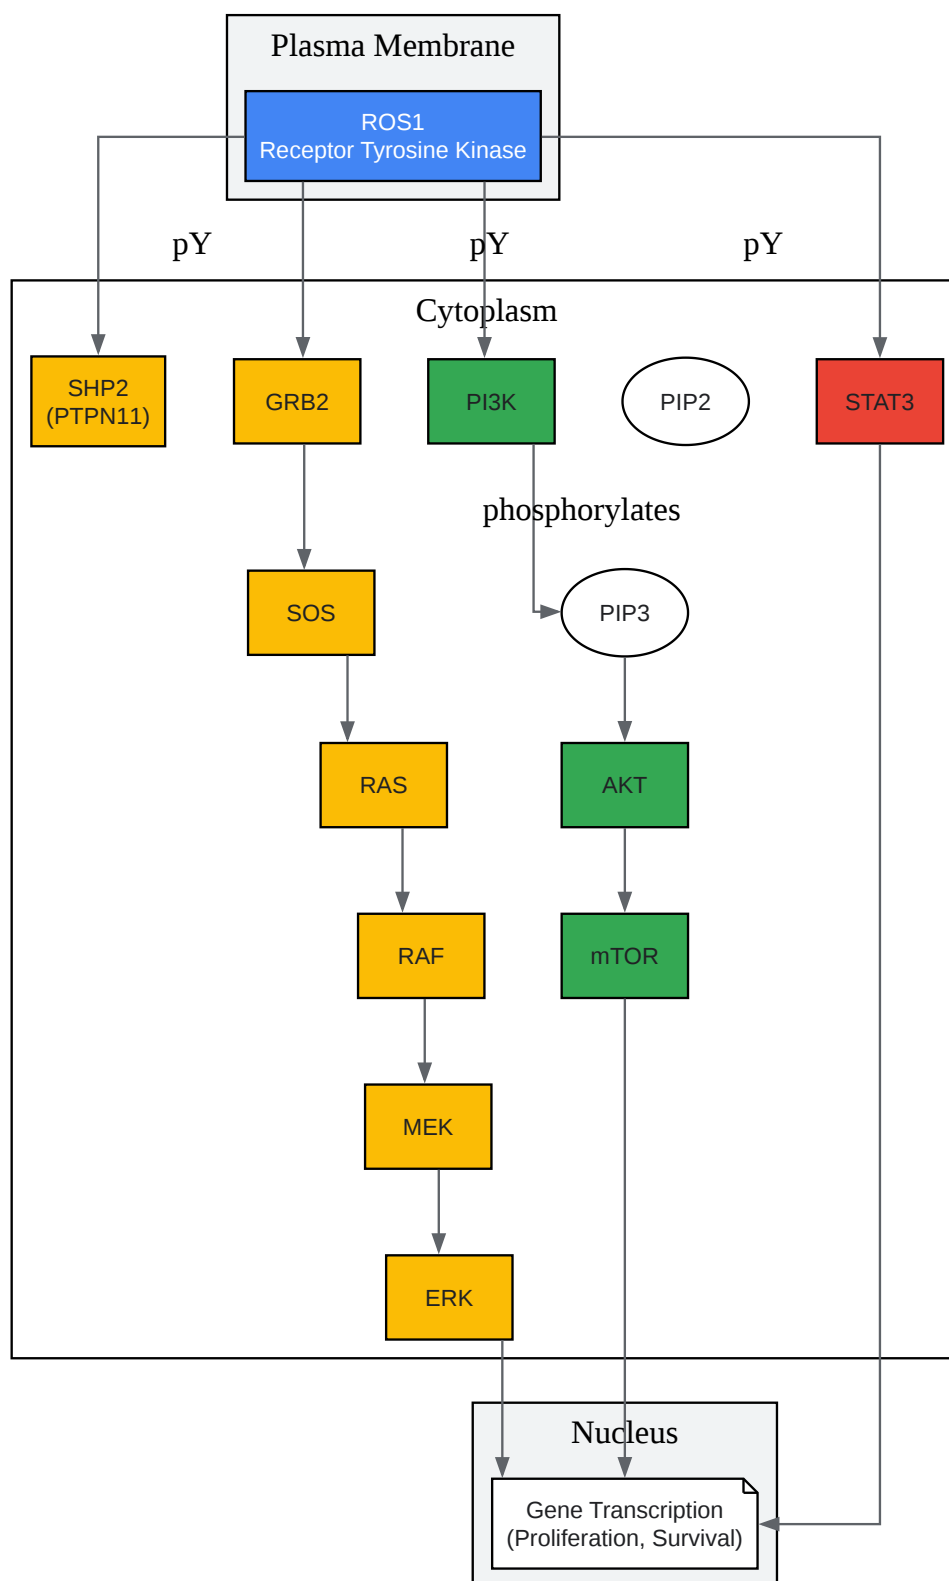 Plasma Membrane
ROS1
Receptor Tyrosine Kinase
pY
pY
pY
Cytoplasm
SHP2
(PTPN11)
GRB2
PI3K
PIP2
STAT3
phosphorylates
SOS
PIP3
RAS
AKT
RAF
mTOR
MEK
ERK
Nucleus
Gene Transcription
(Proliferation, Survival)